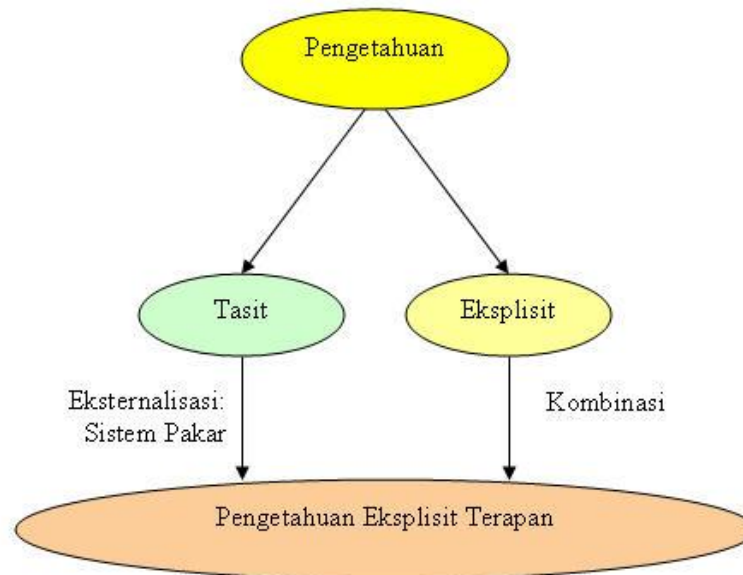 Pengetahuan
Tasit
Eksplisit
Eksternalisasi:
Sistem Pakar
Kombinasi
Pengetahuan Eksplisit Terapan